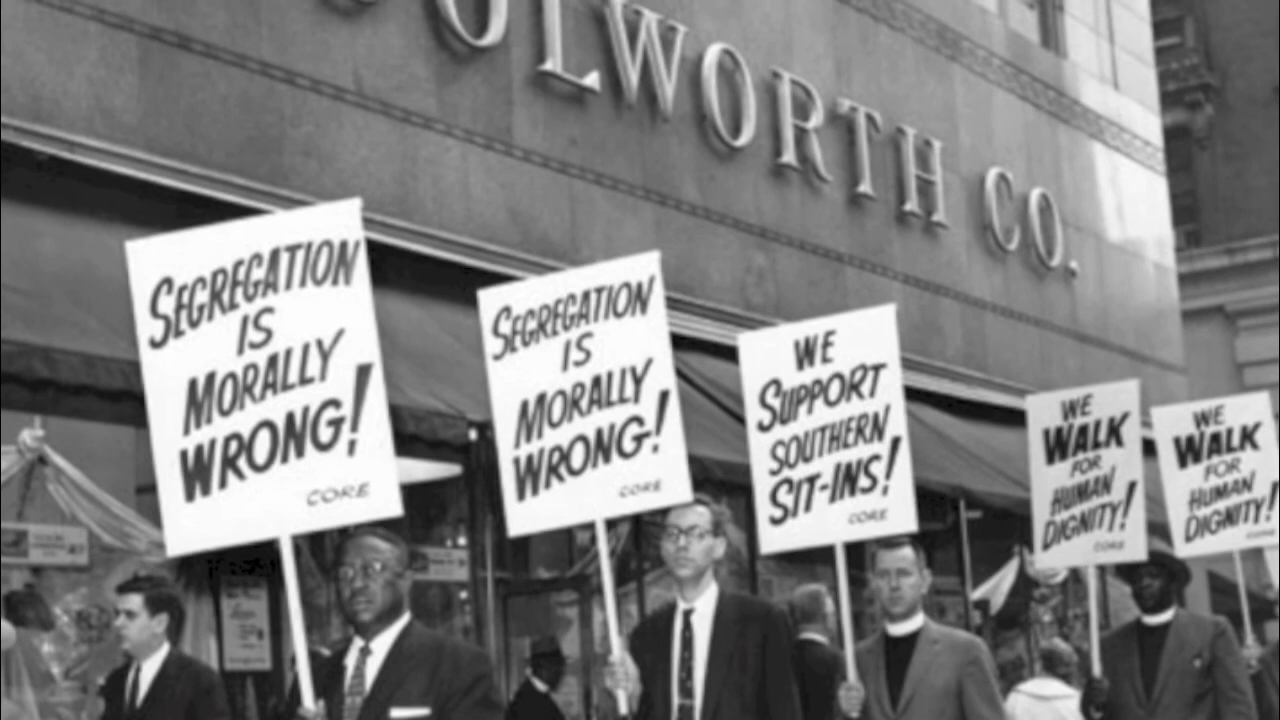 OLWORTH CO.
SEGREGATION
IS
MORALLY
WRONG!
CORE
SEGREGATION
IS
MORALLY
WRONG!
CORE
WE
SUPPORT
SOUTHERN
SIT-INS!
CORE
WE
WALK
FOR
HUMAN
DIGNITY!
CORE
WE
WALK
FOR
HUMAN
DIGNITY!